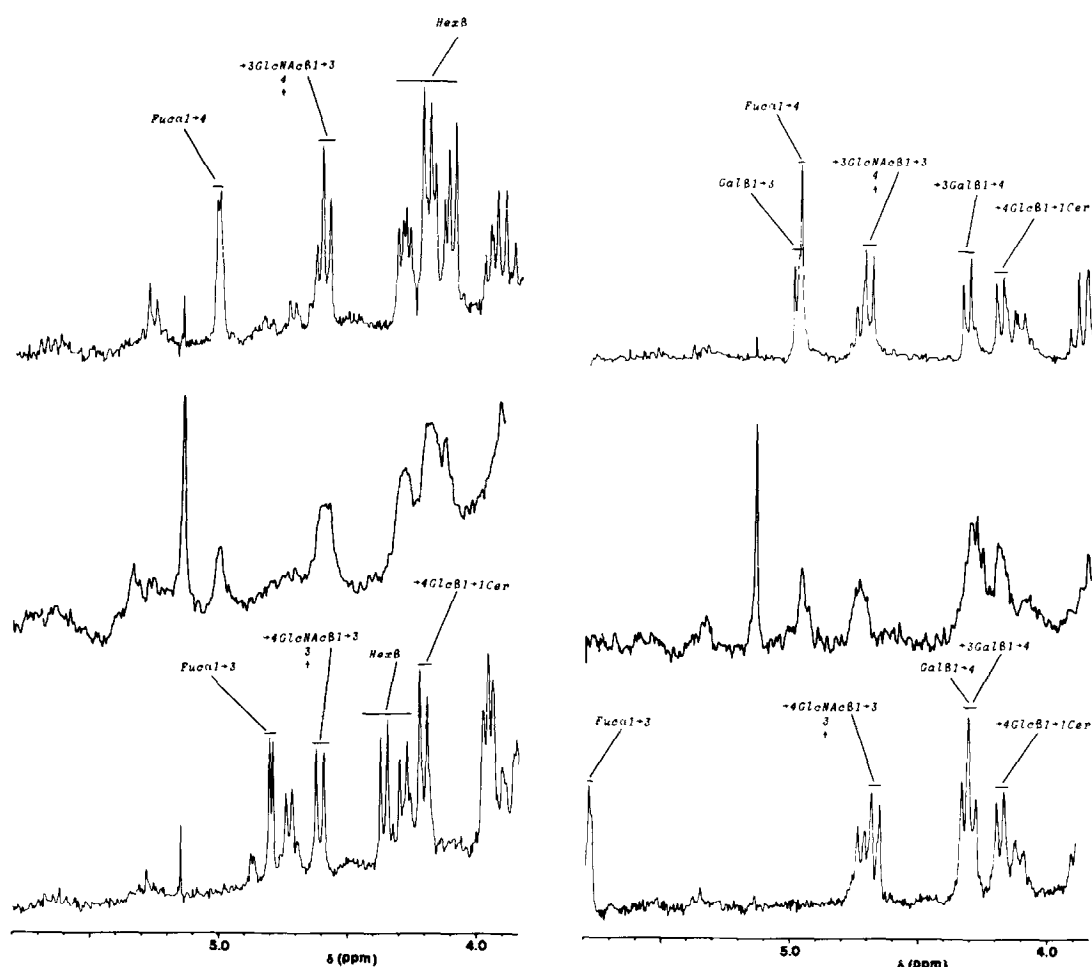 Hexβ
→3GlcNAcβ1→3
4
↑
Fucα1→4
Fucα1→4
→3GlcNAcβ1→3
4
↑
Galβ1→3
→3Galβ1→4
→4Glcβ1→1Cer
→4Glcβ1→1Cer
→4GlcNAcβ1→3
3
↑
Fucα1→3
Hexβ
→3Galβ1→4
Galβ1→4
→4GlcNAcβ1→3
3
↑
Fucα1→3
→4Glcβ1→1Cer
5.0
4.0
δ (ppm)
5.0
4.0
δ (ppm)